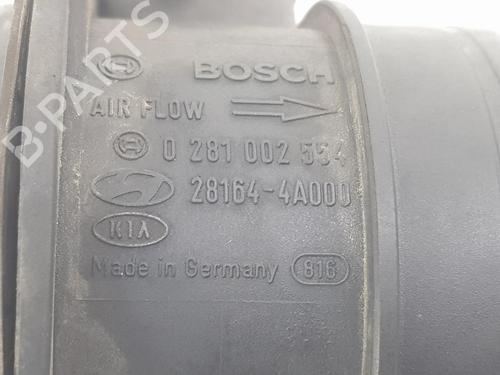 BOSCH
AIR FLOW
0 281 002 554
28164-4A000
KIA
Made in Germany 816
B-PARTS